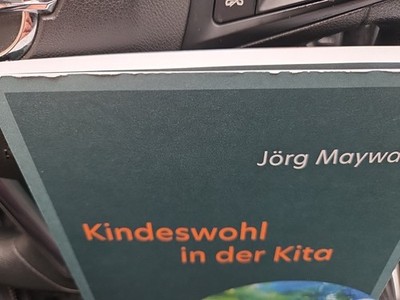 Jörg Maywa
Kindeswohl
in der Kita